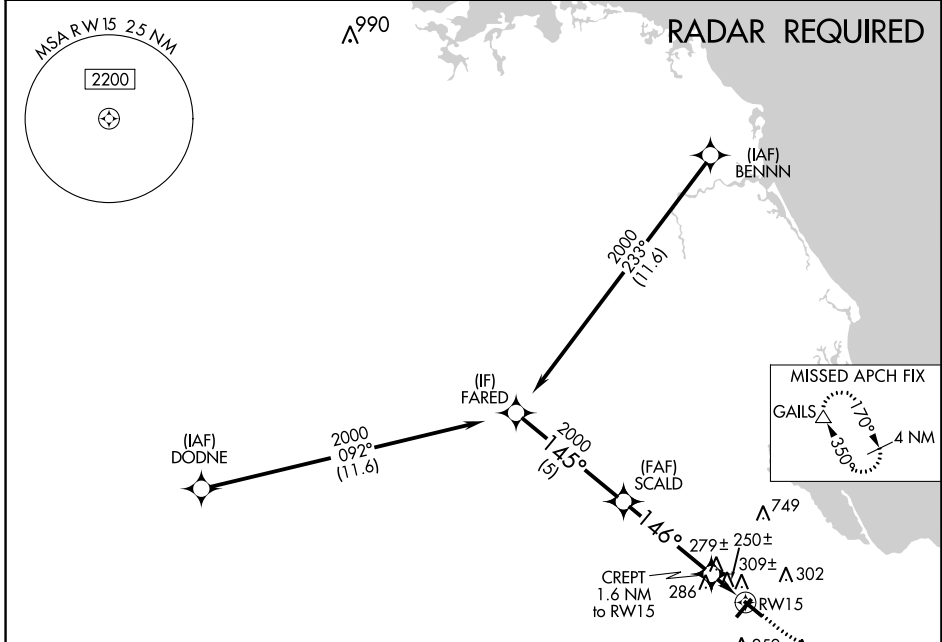 MSA RW15 25 NM
2200
990
RADAR REQUIRED
(IAF)
BENNN
2000
233°
(11.6)
(IF)
FARED
(IAF)
DODNE
2000
092°
(11.6)
2000
145°
(5)
(FAF)
SCALD
146°
MISSED APCH FIX
GAILS
170°
350°
4 NM
749
279± 250±
309±
302
CREPT
1.6 NM
to RW15
286
RW15